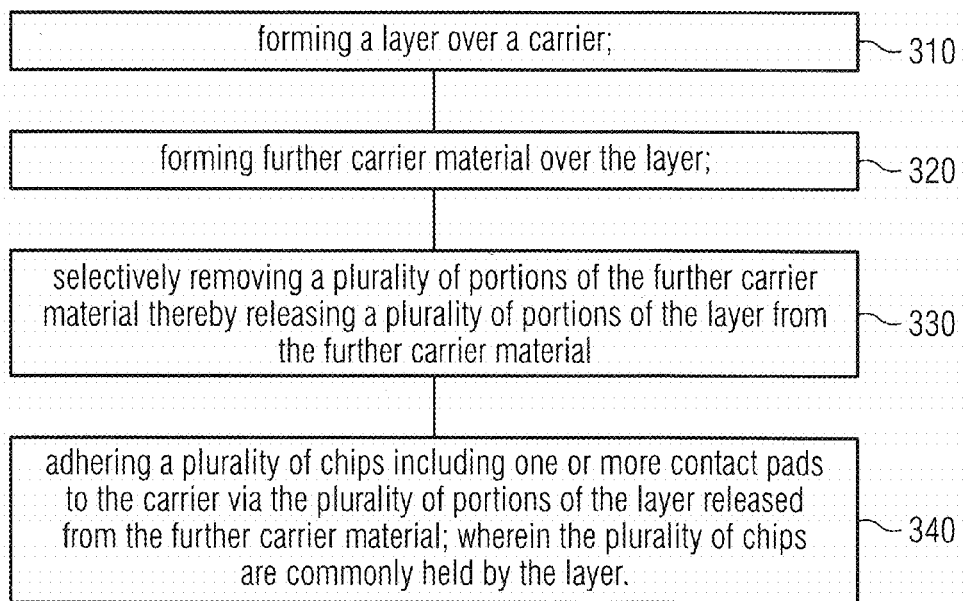 forming a layer over a carrier;
310
forming further carrier material over the layer;
320
selectively removing a plurality of portions of the further carrier
material thereby releasing a plurality of portions of the layer from
the further carrier material
330
adhering a plurality of chips including one or more contact pads
to the carrier via the plurality of portions of the layer released
from the further carrier material; wherein the plurality of chips
are commonly held by the layer.
340